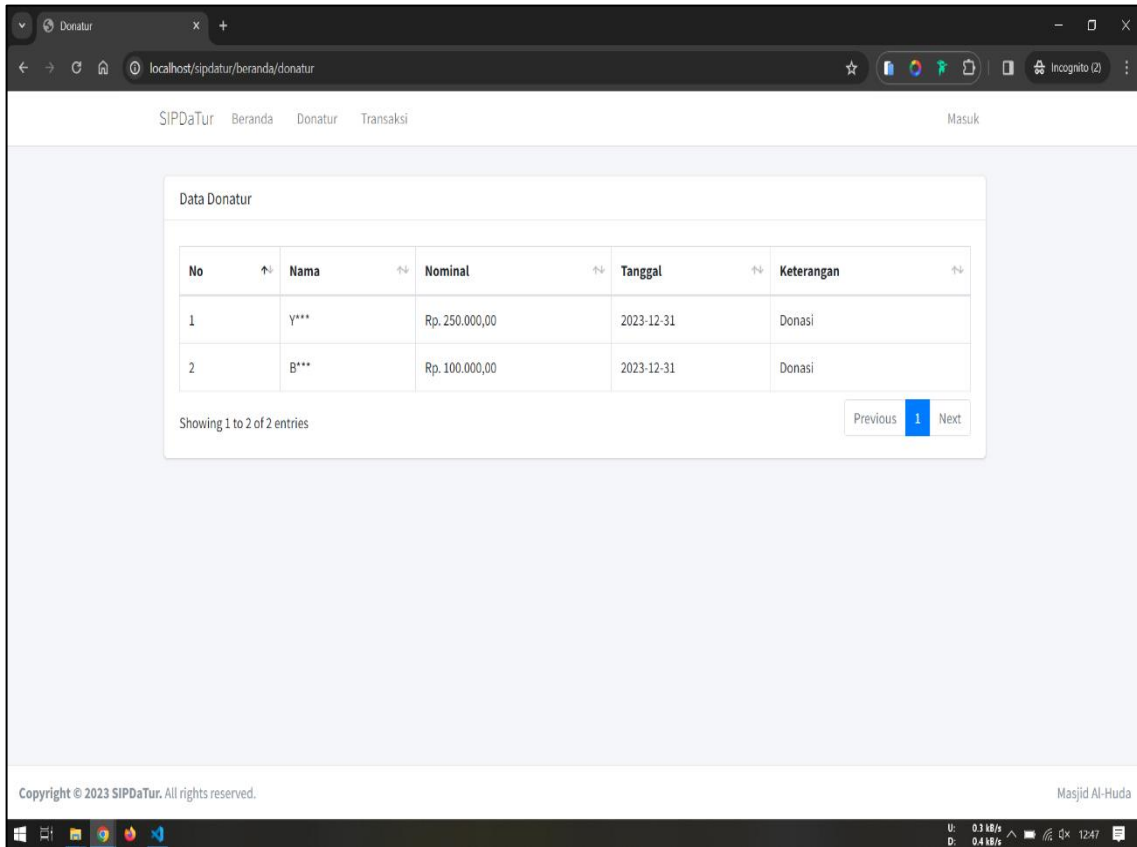 Donatur
localhost/sipdatur/beranda/donatur
Incognito (2)
SIPDaTur Beranda Donatur Transaksi Masuk
Data Donatur
No Nama Nominal Tanggal Keterangan
1 Y*** Rp. 250.000,00 2023-12-31 Donasi
2 B*** Rp. 100.000,00 2023-12-31 Donasi
Showing 1 to 2 of 2 entries
Previous 1 Next
Copyright © 2023 SIPDaTur. All rights reserved. Masjid Al-Huda
U: 0.3 kB/s
D: 0.4 kB/s
12:47